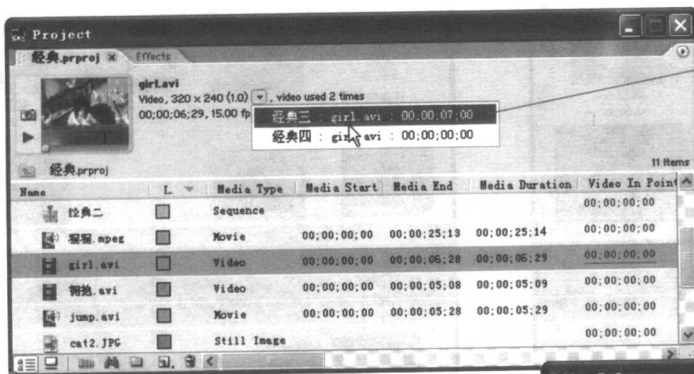 Project
经典.prproj × Effects
girl.avi
Video, 320 × 240 (1.0) , video used 2 times
00;00;06;29, 15.00 fp
经典三 : girl.avi : 00;00;07;00
经典四 : girl.avi : 00;00;00;00
经典.prproj 11 Items
Name L. Media Type Media Start Media End Media Duration Video In Point
经典二 Sequence 00;00;00;00
程程.mpeg Movie 00;00;00;00 00;00;25;13 00;00;25;14 00;00;00;00
girl.avi Video 00;00;00;00 00;00;06;28 00;00;06;29 00;00;00;00
拥抱.avi Video 00;00;00;00 00;00;05;08 00;00;05;09 00;00;00;00
jump.avi Movie 00;00;00;00 00;00;05;28 00;00;05;29 00;00;00;00
cat2.JPG Still Image 00;00;00;00